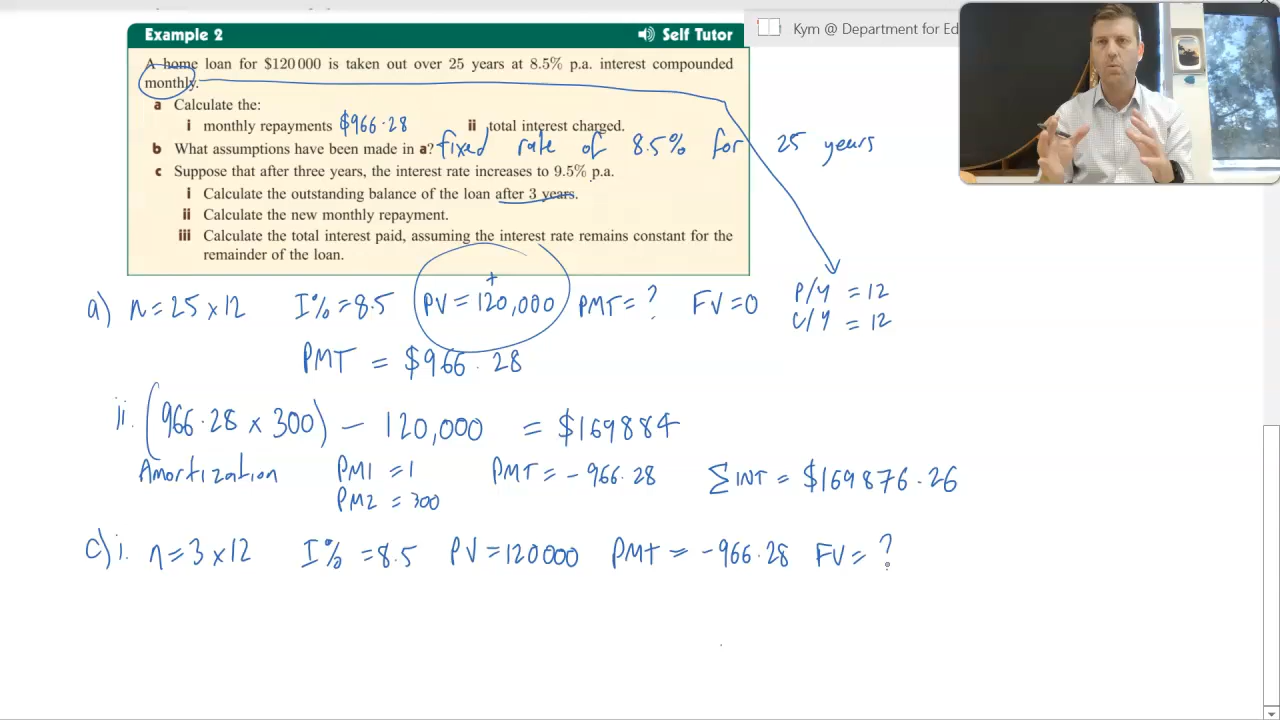 Example 2 Self Tutor
Kym @ Department for Ed
A home loan for $120 000 is taken out over 25 years at 8.5% p.a. interest compounded
monthly.
a Calculate the:
i monthly repayments $966.28 ii total interest charged.
b What assumptions have been made in a? fixed rate of 8.5% for 25 years
c Suppose that after three years, the interest rate increases to 9.5% p.a.
i Calculate the outstanding balance of the loan after 3 years.
ii Calculate the new monthly repayment.
iii Calculate the total interest paid, assuming the interest rate remains constant for the
remainder of the loan.
a) n=25 x 12 I% = 8.5 PV = +120,000 PMT = ? FV=0 P/Y = 12
C/Y = 12
PMT = $966.28
ii. (966.28 x 300) - 120,000 = $169884
Amortization PM1 = 1 PMT = -966.28 ΣINT = $169876.26
PM2 = 300
c) i. n=3 x 12 I% = 8.5 PV = 120000 PMT = -966.28 FV = ?